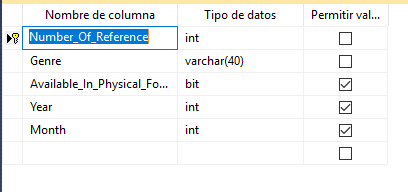 Nombre de columna Tipo de datos Permitir val...
Number_Of_Reference int
Genre varchar(40)
Available_In_Physical_Fo... bit
Year int
Month int